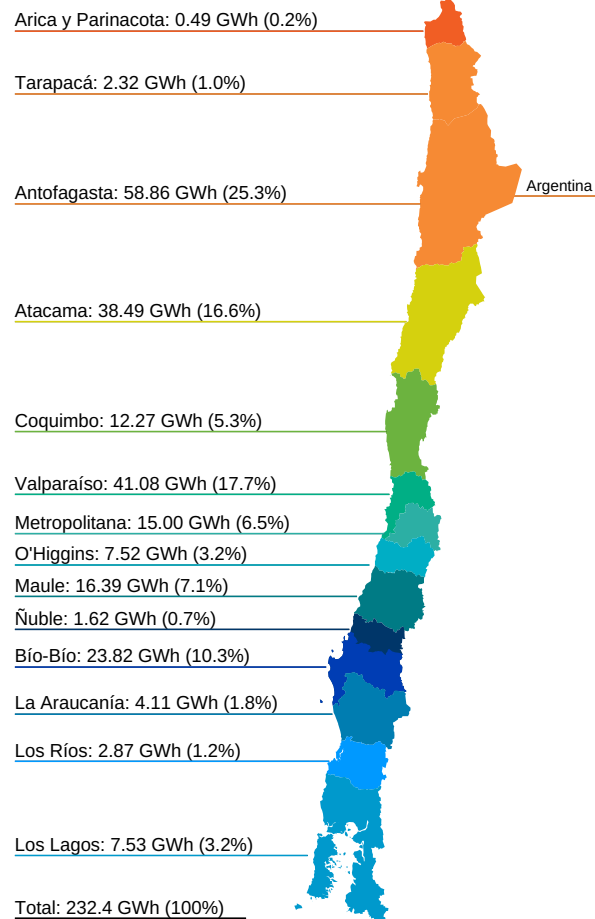 Arica y Parinacota: 0.49 GWh (0.2%)
Tarapacá: 2.32 GWh (1.0%)
Antofagasta: 58.86 GWh (25.3%)
Argentina
Atacama: 38.49 GWh (16.6%)
Coquimbo: 12.27 GWh (5.3%)
Valparaíso: 41.08 GWh (17.7%)
Metropolitana: 15.00 GWh (6.5%)
O'Higgins: 7.52 GWh (3.2%)
Maule: 16.39 GWh (7.1%)
Ñuble: 1.62 GWh (0.7%)
Bío-Bío: 23.82 GWh (10.3%)
La Araucanía: 4.11 GWh (1.8%)
Los Ríos: 2.87 GWh (1.2%)
Los Lagos: 7.53 GWh (3.2%)
Total: 232.4 GWh (100%)